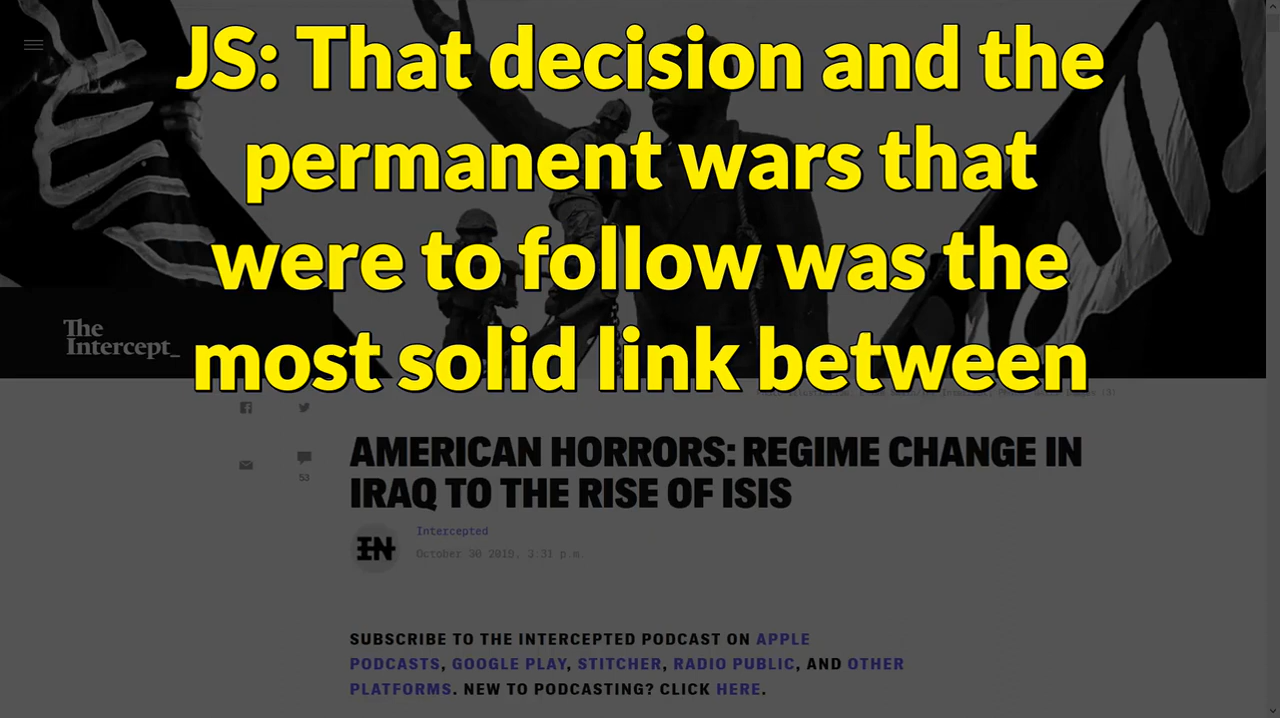 JS: That decision and the
permanent wars that
were to follow was the
most solid link between
The
Intercept_
53
AMERICAN HORRORS: REGIME CHANGE IN
IRAQ TO THE RISE OF ISIS
IN
Intercepted
October 30 2019, 3:31 p.m.
SUBSCRIBE TO THE INTERCEPTED PODCAST ON APPLE
PODCASTS, GOOGLE PLAY, STITCHER, RADIO PUBLIC, AND OTHER
PLATFORMS. NEW TO PODCASTING? CLICK HERE.